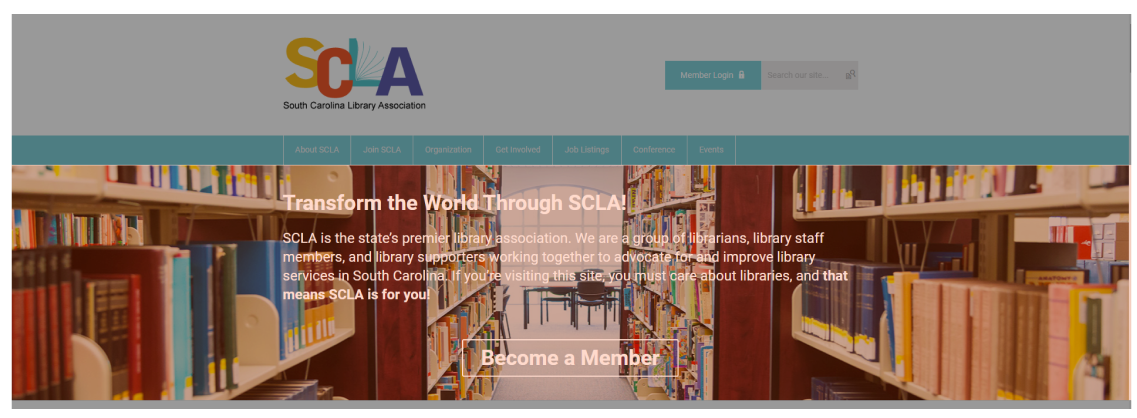 SCLA
South Carolina Library Association
Member Login
Search our site...
About SCLA
Join SCLA
Organization
Get Involved
Job Listings
Conference
Events
Transform the World Through SCLA!
SCLA is the state's premier library association. We are a group of librarians, library staff
members, and library supporters working together to advocate for and improve library
services in South Carolina. If you're visiting this site, you must care about libraries, and that
means SCLA is for you!
Become a Member